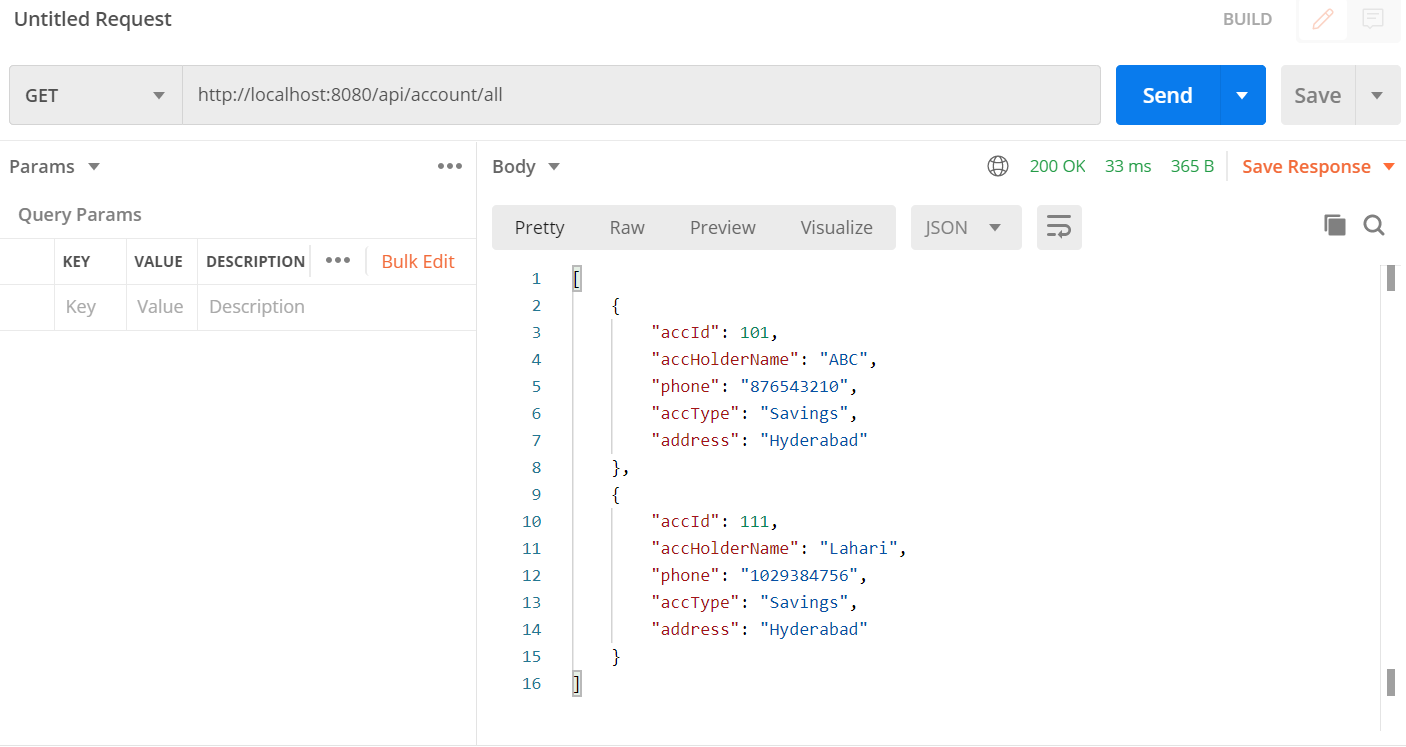 Untitled Request
BUILD
GET
http://localhost:8080/api/account/all
Send
Save
Params
•••
Query Params
KEY VALUE DESCRIPTION ••• Bulk Edit
Key Value Description
Body
200 OK 33 ms 365 B Save Response
Pretty Raw Preview Visualize JSON
1 [
2 {
3 "accId": 101,
4 "accHolderName": "ABC",
5 "phone": "876543210",
6 "accType": "Savings",
7 "address": "Hyderabad"
8 },
9 {
10 "accId": 111,
11 "accHolderName": "Lahari",
12 "phone": "1029384756",
13 "accType": "Savings",
14 "address": "Hyderabad"
15 }
16 ]